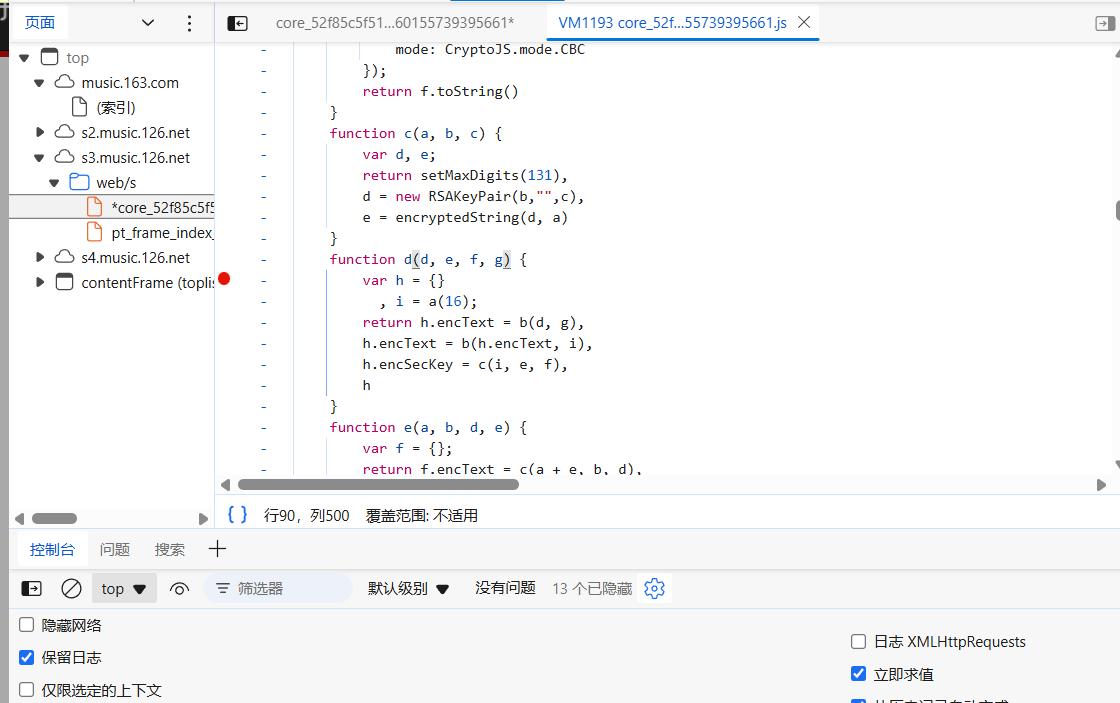 页面
core_52f85c5f51...60155739395661*
VM1193 core_52f...55739395661.js
top
music.163.com
(索引)
s2.music.126.net
s3.music.126.net
web/s
*core_52f85c5f5
pt_frame_index_
s4.music.126.net
contentFrame (toplis
- mode: CryptoJS.mode.CBC
- });
- return f.toString()
- }
- function c(a, b, c) {
- var d, e;
- return setMaxDigits(131),
- d = new RSAKeyPair(b,"",c),
- e = encryptedString(d, a)
- }
- function d(d, e, f, g) {
- var h = {}
- , i = a(16);
- return h.encText = b(d, g),
- h.encText = b(h.encText, i),
- h.encSecKey = c(i, e, f),
- h
- }
- function e(a, b, d, e) {
- var f = {};
- return f.encText = c(a + e, b, d),
{ } 行90，列500 覆盖范围: 不适用
控制台 问题 搜索
top 筛选器 默认级别 没有问题 13 个已隐藏
隐藏网络
保留日志
仅限选定的上下文
日志 XMLHttpRequests
立即求值